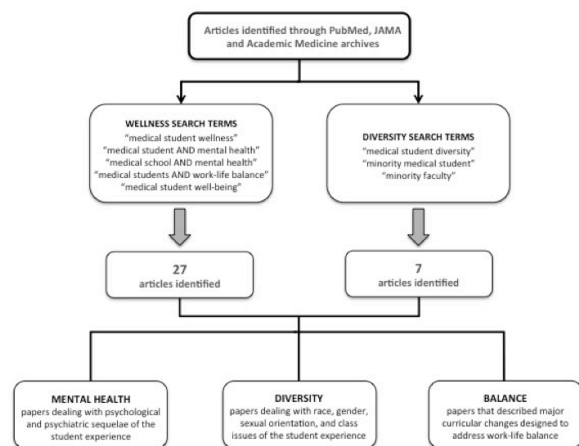 Articles identified through PubMed, JAMA
and Academic Medicine archives
WELLNESS SEARCH TERMS
“medical student wellness”
“medical student AND mental health”
“medical school AND mental health”
“medical students AND work-life balance”
“medical student well-being”
DIVERSITY SEARCH TERMS
“medical student diversity”
“minority medical student”
“minority faculty”
27
articles identified
7
articles identified
MENTAL HEALTH
papers dealing with psychological
and psychiatric sequelae of the
student experience
DIVERSITY
papers dealing with race, gender,
sexual orientation, and class
issues of the student experience
BALANCE
papers that described major
curricular changes designed to
address work-life balance